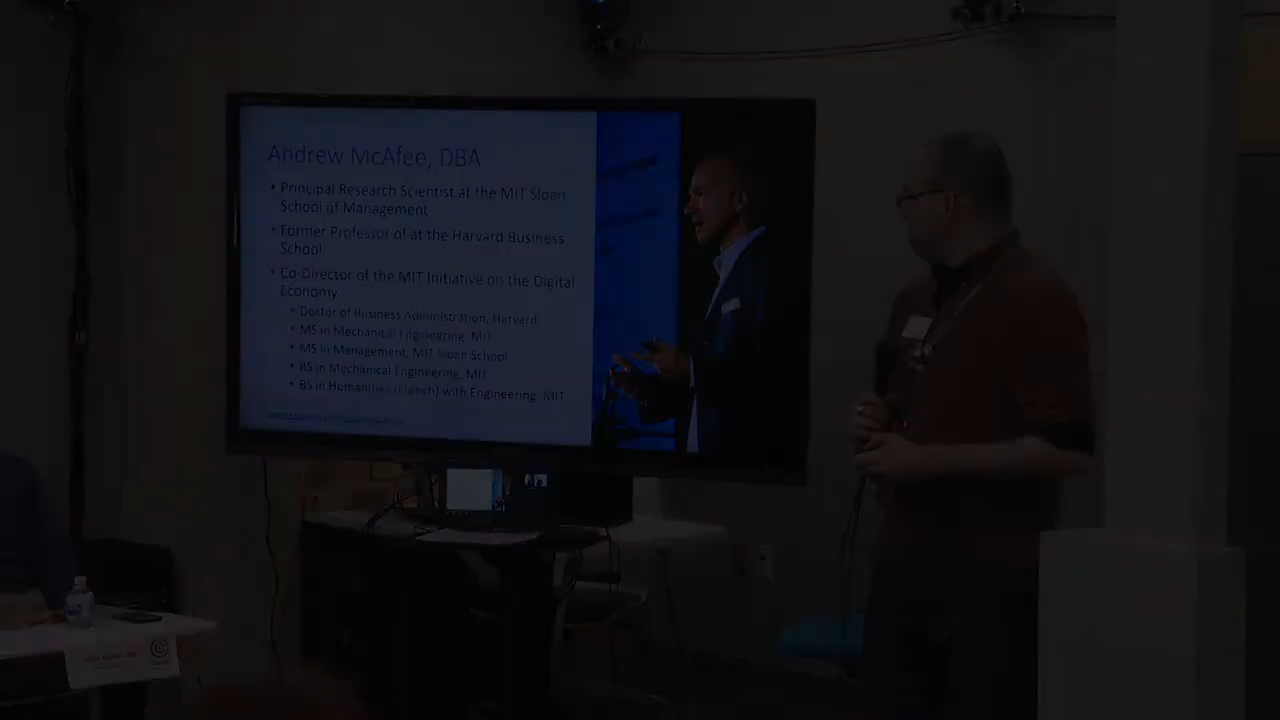 Andrew McAfee, DBA
• Principal Research Scientist at the MIT Sloan
School of Management
• Former Professor of at the Harvard Business
School
• Co-Director of the MIT Initiative on the Digital
Economy
• Doctor of Business Administration, Harvard
• MS in Mechanical Engineering, MIT
• MS in Management, MIT Sloan School
• BS in Mechanical Engineering, MIT
• BS in Humanities (French) with Engineering, MIT